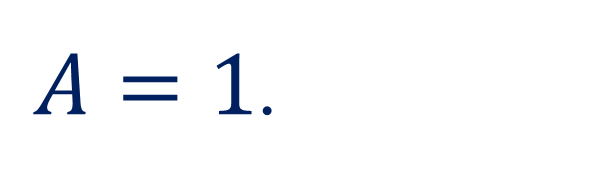 A = 1.